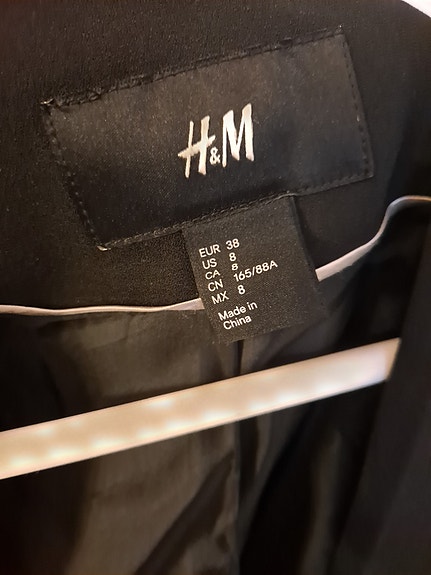 H&M
EUR 38
US 8
CA 8
CN 165/88A
MX 8
Made in
China